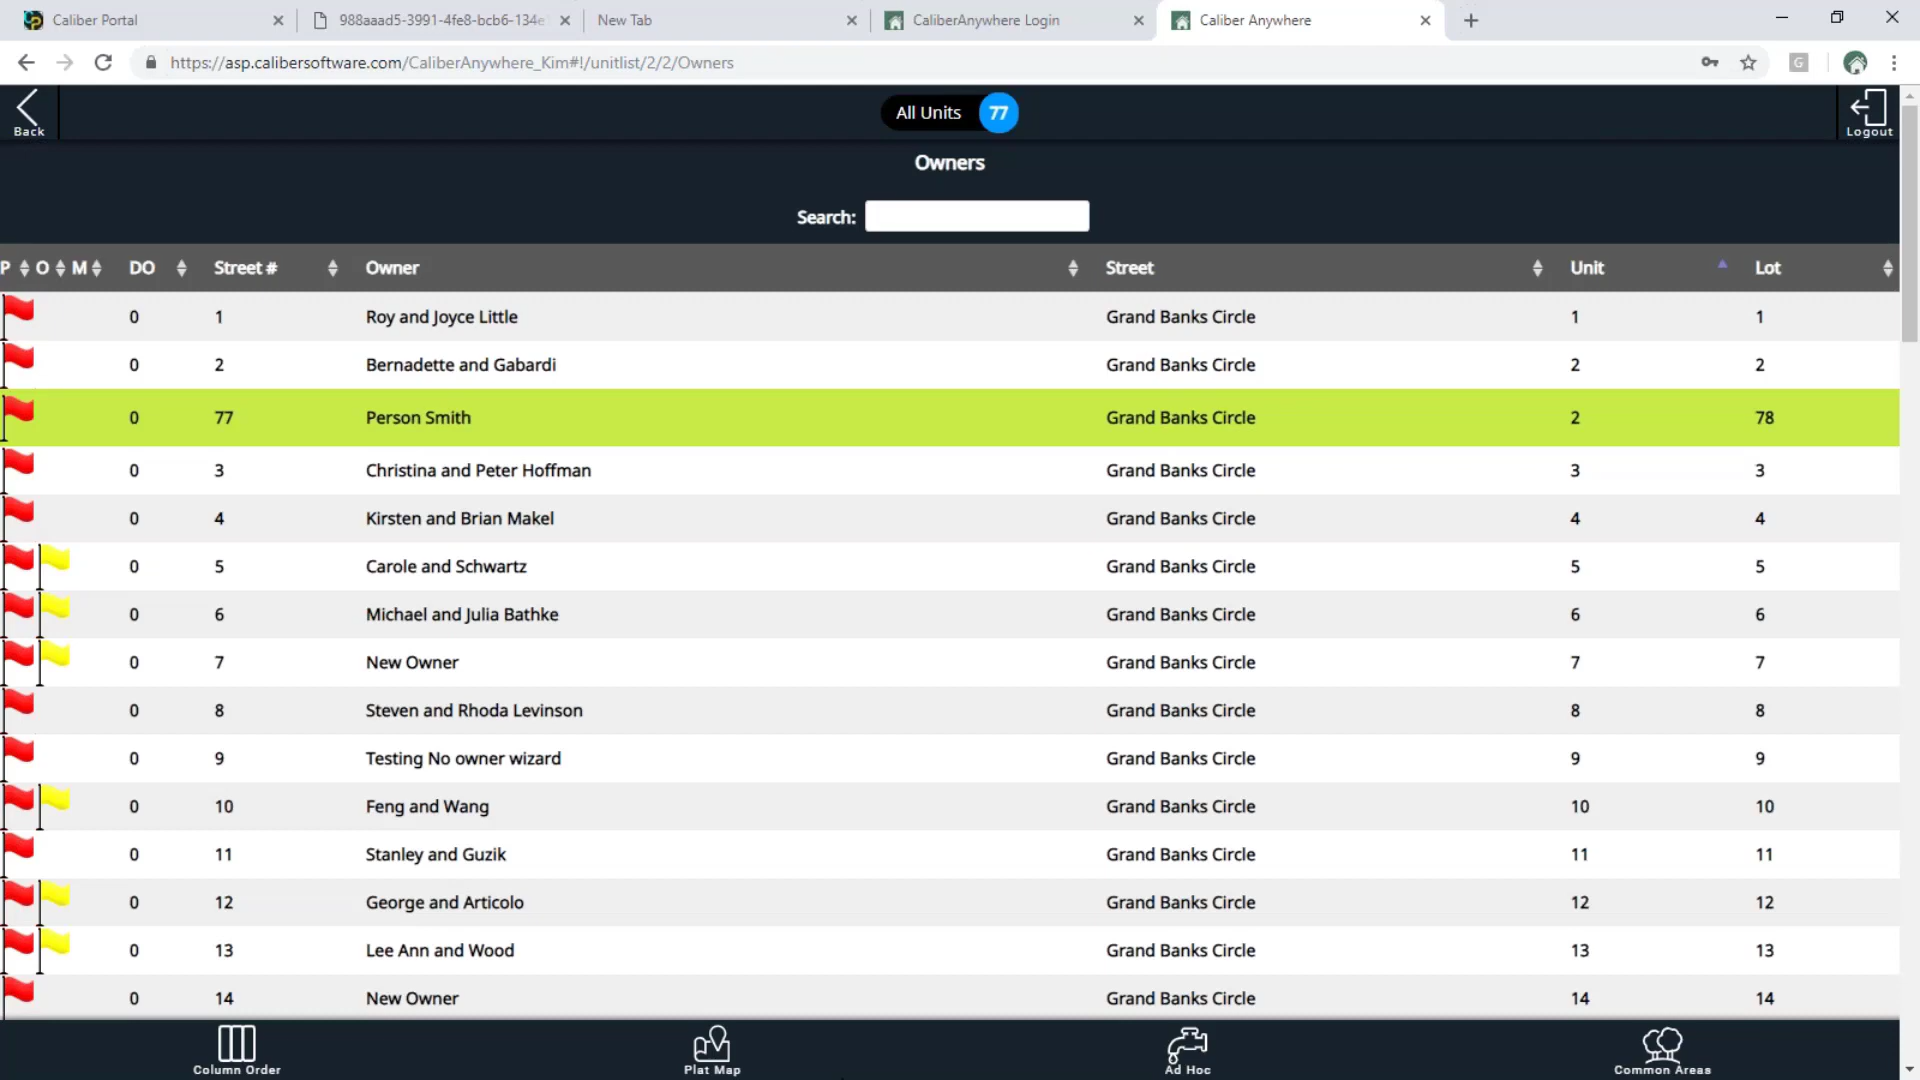 Caliber Portal
988aaad5-3991-4fe8-bcb6-134e
New Tab
CaliberAnywhere Login
Caliber Anywhere
https://asp.calibersoftware.com/CaliberAnywhere_Kim#!/unitlist/2/2/Owners
G
Back
All Units 77
Logout
Owners
Search:
P O M DO Street # Owner Street Unit Lot
0 1 Roy and Joyce Little Grand Banks Circle 1 1
0 2 Bernadette and Gabardi Grand Banks Circle 2 2
0 77 Person Smith Grand Banks Circle 2 78
0 3 Christina and Peter Hoffman Grand Banks Circle 3 3
0 4 Kirsten and Brian Makel Grand Banks Circle 4 4
0 5 Carole and Schwartz Grand Banks Circle 5 5
0 6 Michael and Julia Bathke Grand Banks Circle 6 6
0 7 New Owner Grand Banks Circle 7 7
0 8 Steven and Rhoda Levinson Grand Banks Circle 8 8
0 9 Testing No owner wizard Grand Banks Circle 9 9
0 10 Feng and Wang Grand Banks Circle 10 10
0 11 Stanley and Guzik Grand Banks Circle 11 11
0 12 George and Articolo Grand Banks Circle 12 12
0 13 Lee Ann and Wood Grand Banks Circle 13 13
0 14 New Owner Grand Banks Circle 14 14
Column Order
Plat Map
Ad Hoc
Common Areas